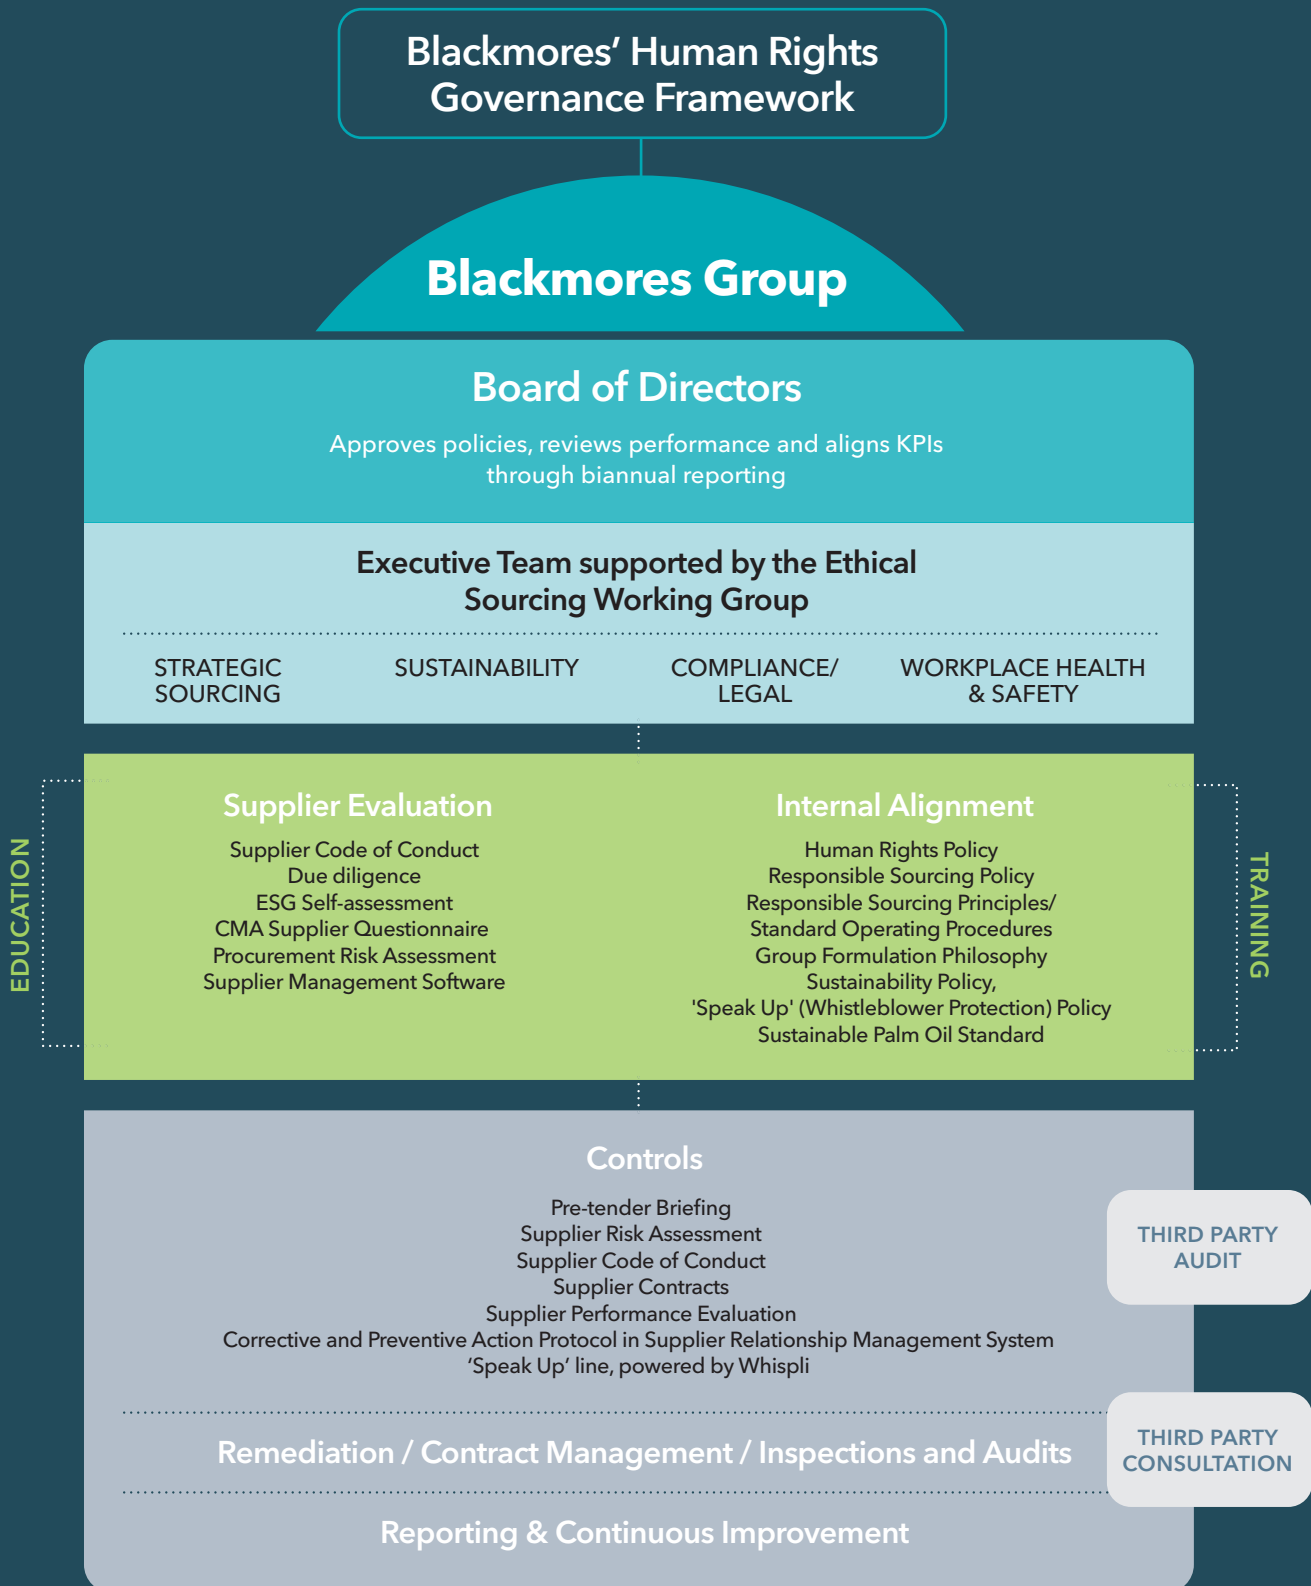 Blackmores’ Human Rights
Governance Framework
Blackmores Group
Board of Directors
Approves policies, reviews performance and aligns KPIs
through biannual reporting
Executive Team supported by the Ethical
Sourcing Working Group
STRATEGIC
SOURCING
SUSTAINABILITY
COMPLIANCE/
LEGAL
WORKPLACE HEALTH
& SAFETY
EDUCATION
Supplier Evaluation
Supplier Code of Conduct
Due diligence
ESG Self-assessment
CMA Supplier Questionnaire
Procurement Risk Assessment
Supplier Management Software
Internal Alignment
Human Rights Policy
Responsible Sourcing Policy
Responsible Sourcing Principles/
Standard Operating Procedures
Group Formulation Philosophy
Sustainability Policy,
'Speak Up' (Whistleblower Protection) Policy
Sustainable Palm Oil Standard
TRAINING
Controls
Pre-tender Briefing
Supplier Risk Assessment
Supplier Code of Conduct
Supplier Contracts
Supplier Performance Evaluation
Corrective and Preventive Action Protocol in Supplier Relationship Management System
‘Speak Up’ line, powered by Whispli
THIRD PARTY
AUDIT
Remediation / Contract Management / Inspections and Audits
THIRD PARTY
CONSULTATION
Reporting & Continuous Improvement